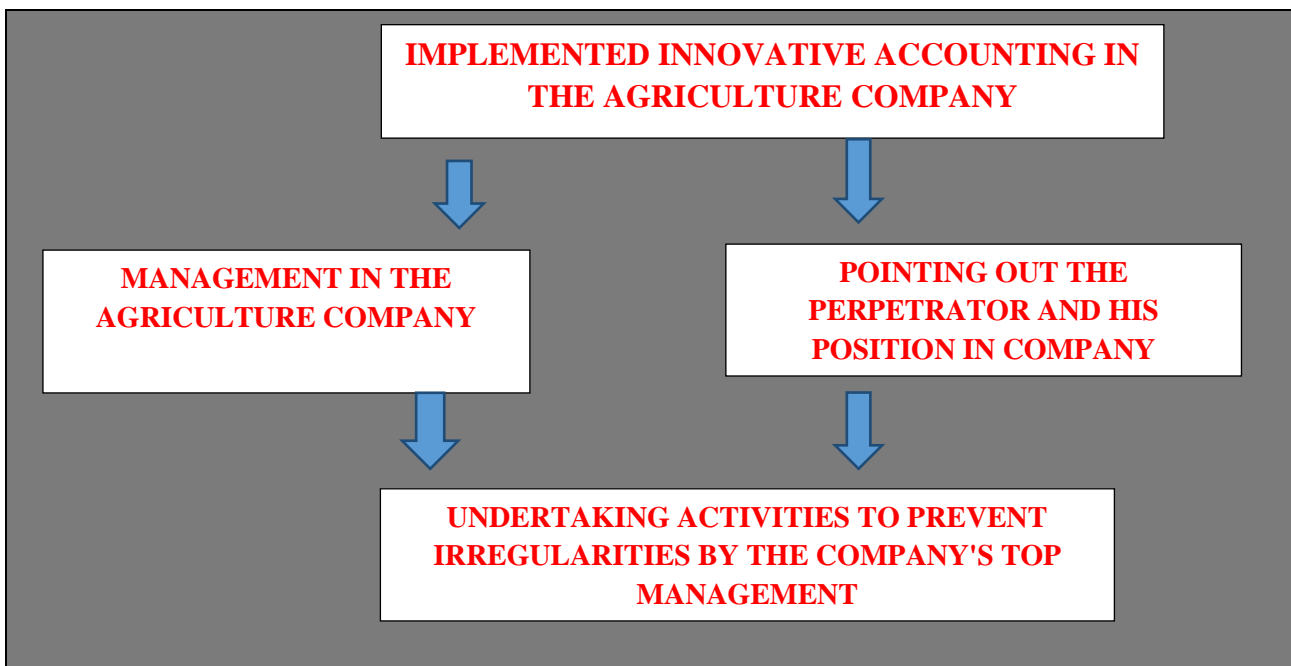 IMPLEMENTED INNOVATIVE ACCOUNTING IN
THE AGRICULTURE COMPANY
MANAGEMENT IN THE
AGRICULTURE COMPANY
POINTING OUT THE
PERPETRATOR AND HIS
POSITION IN COMPANY
UNDERTAKING ACTIVITIES TO PREVENT
IRREGULARITIES BY THE COMPANY'S TOP
MANAGEMENT